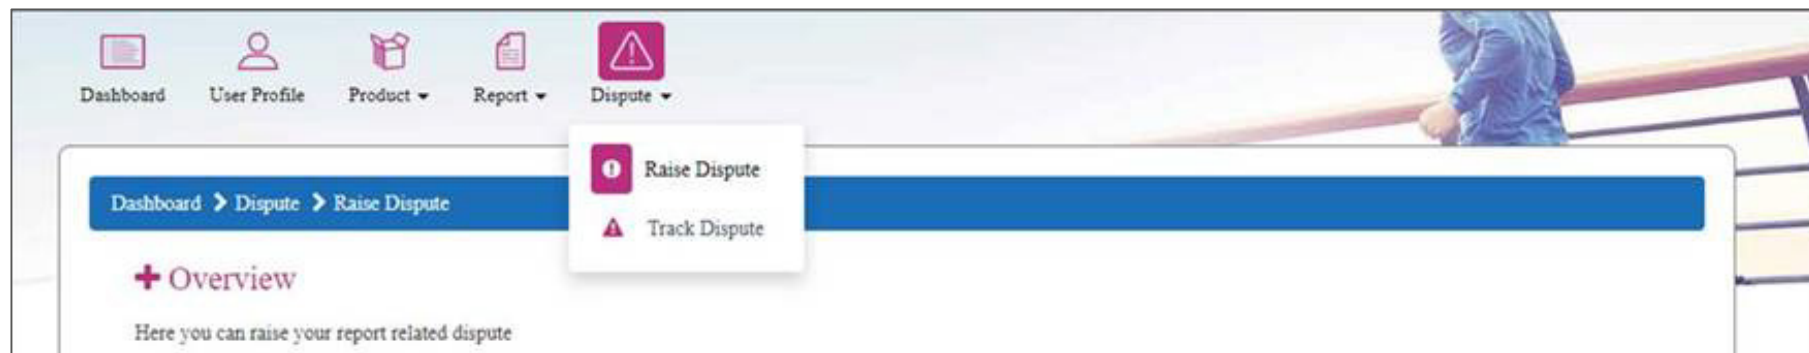 Dashboard User Profile Product Report Dispute
Raise Dispute
Track Dispute
Dashboard Dispute Raise Dispute
Overview
Here you can raise your report related dispute